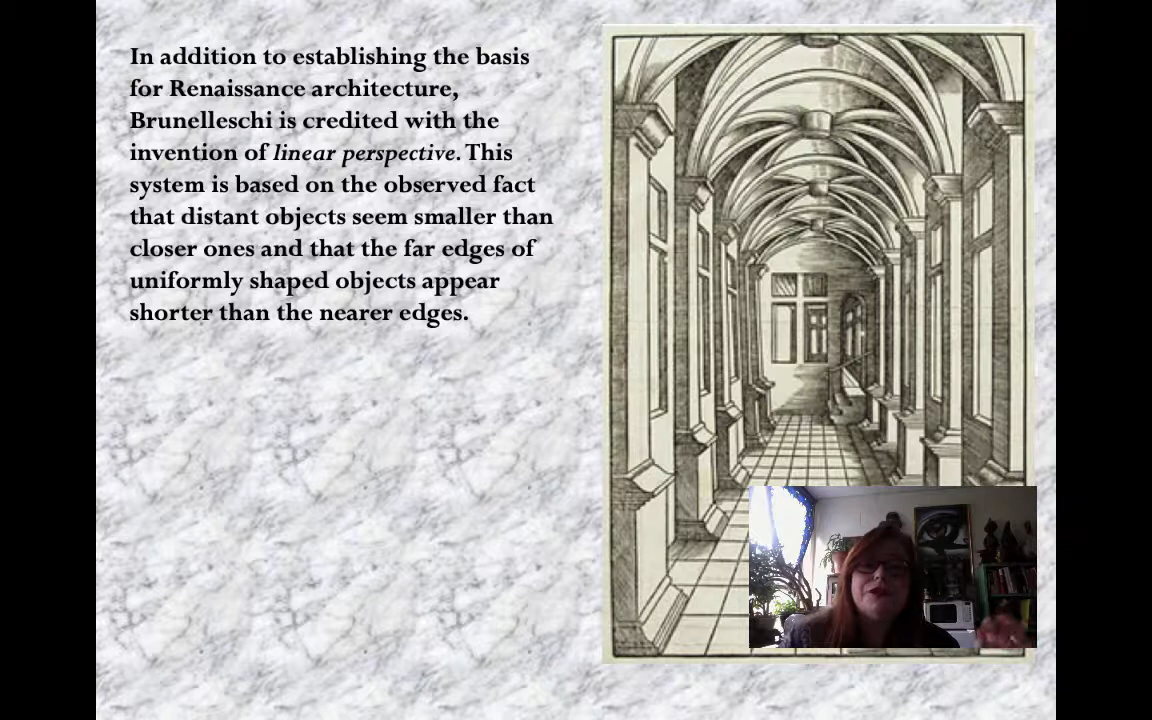 In addition to establishing the basis
for Renaissance architecture,
Brunelleschi is credited with the
invention of linear perspective. This
system is based on the observed fact
that distant objects seem smaller than
closer ones and that the far edges of
uniformly shaped objects appear
shorter than the nearer edges.